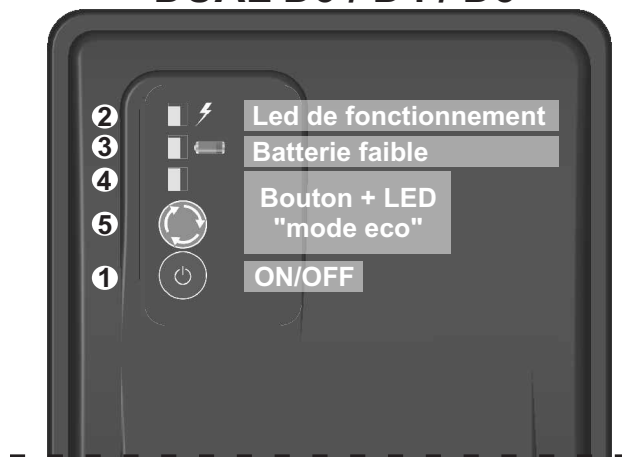 2 Led de fonctionnement
3 Batterie faible
4 Bouton + LED
5 "mode eco"
1 ON/OFF